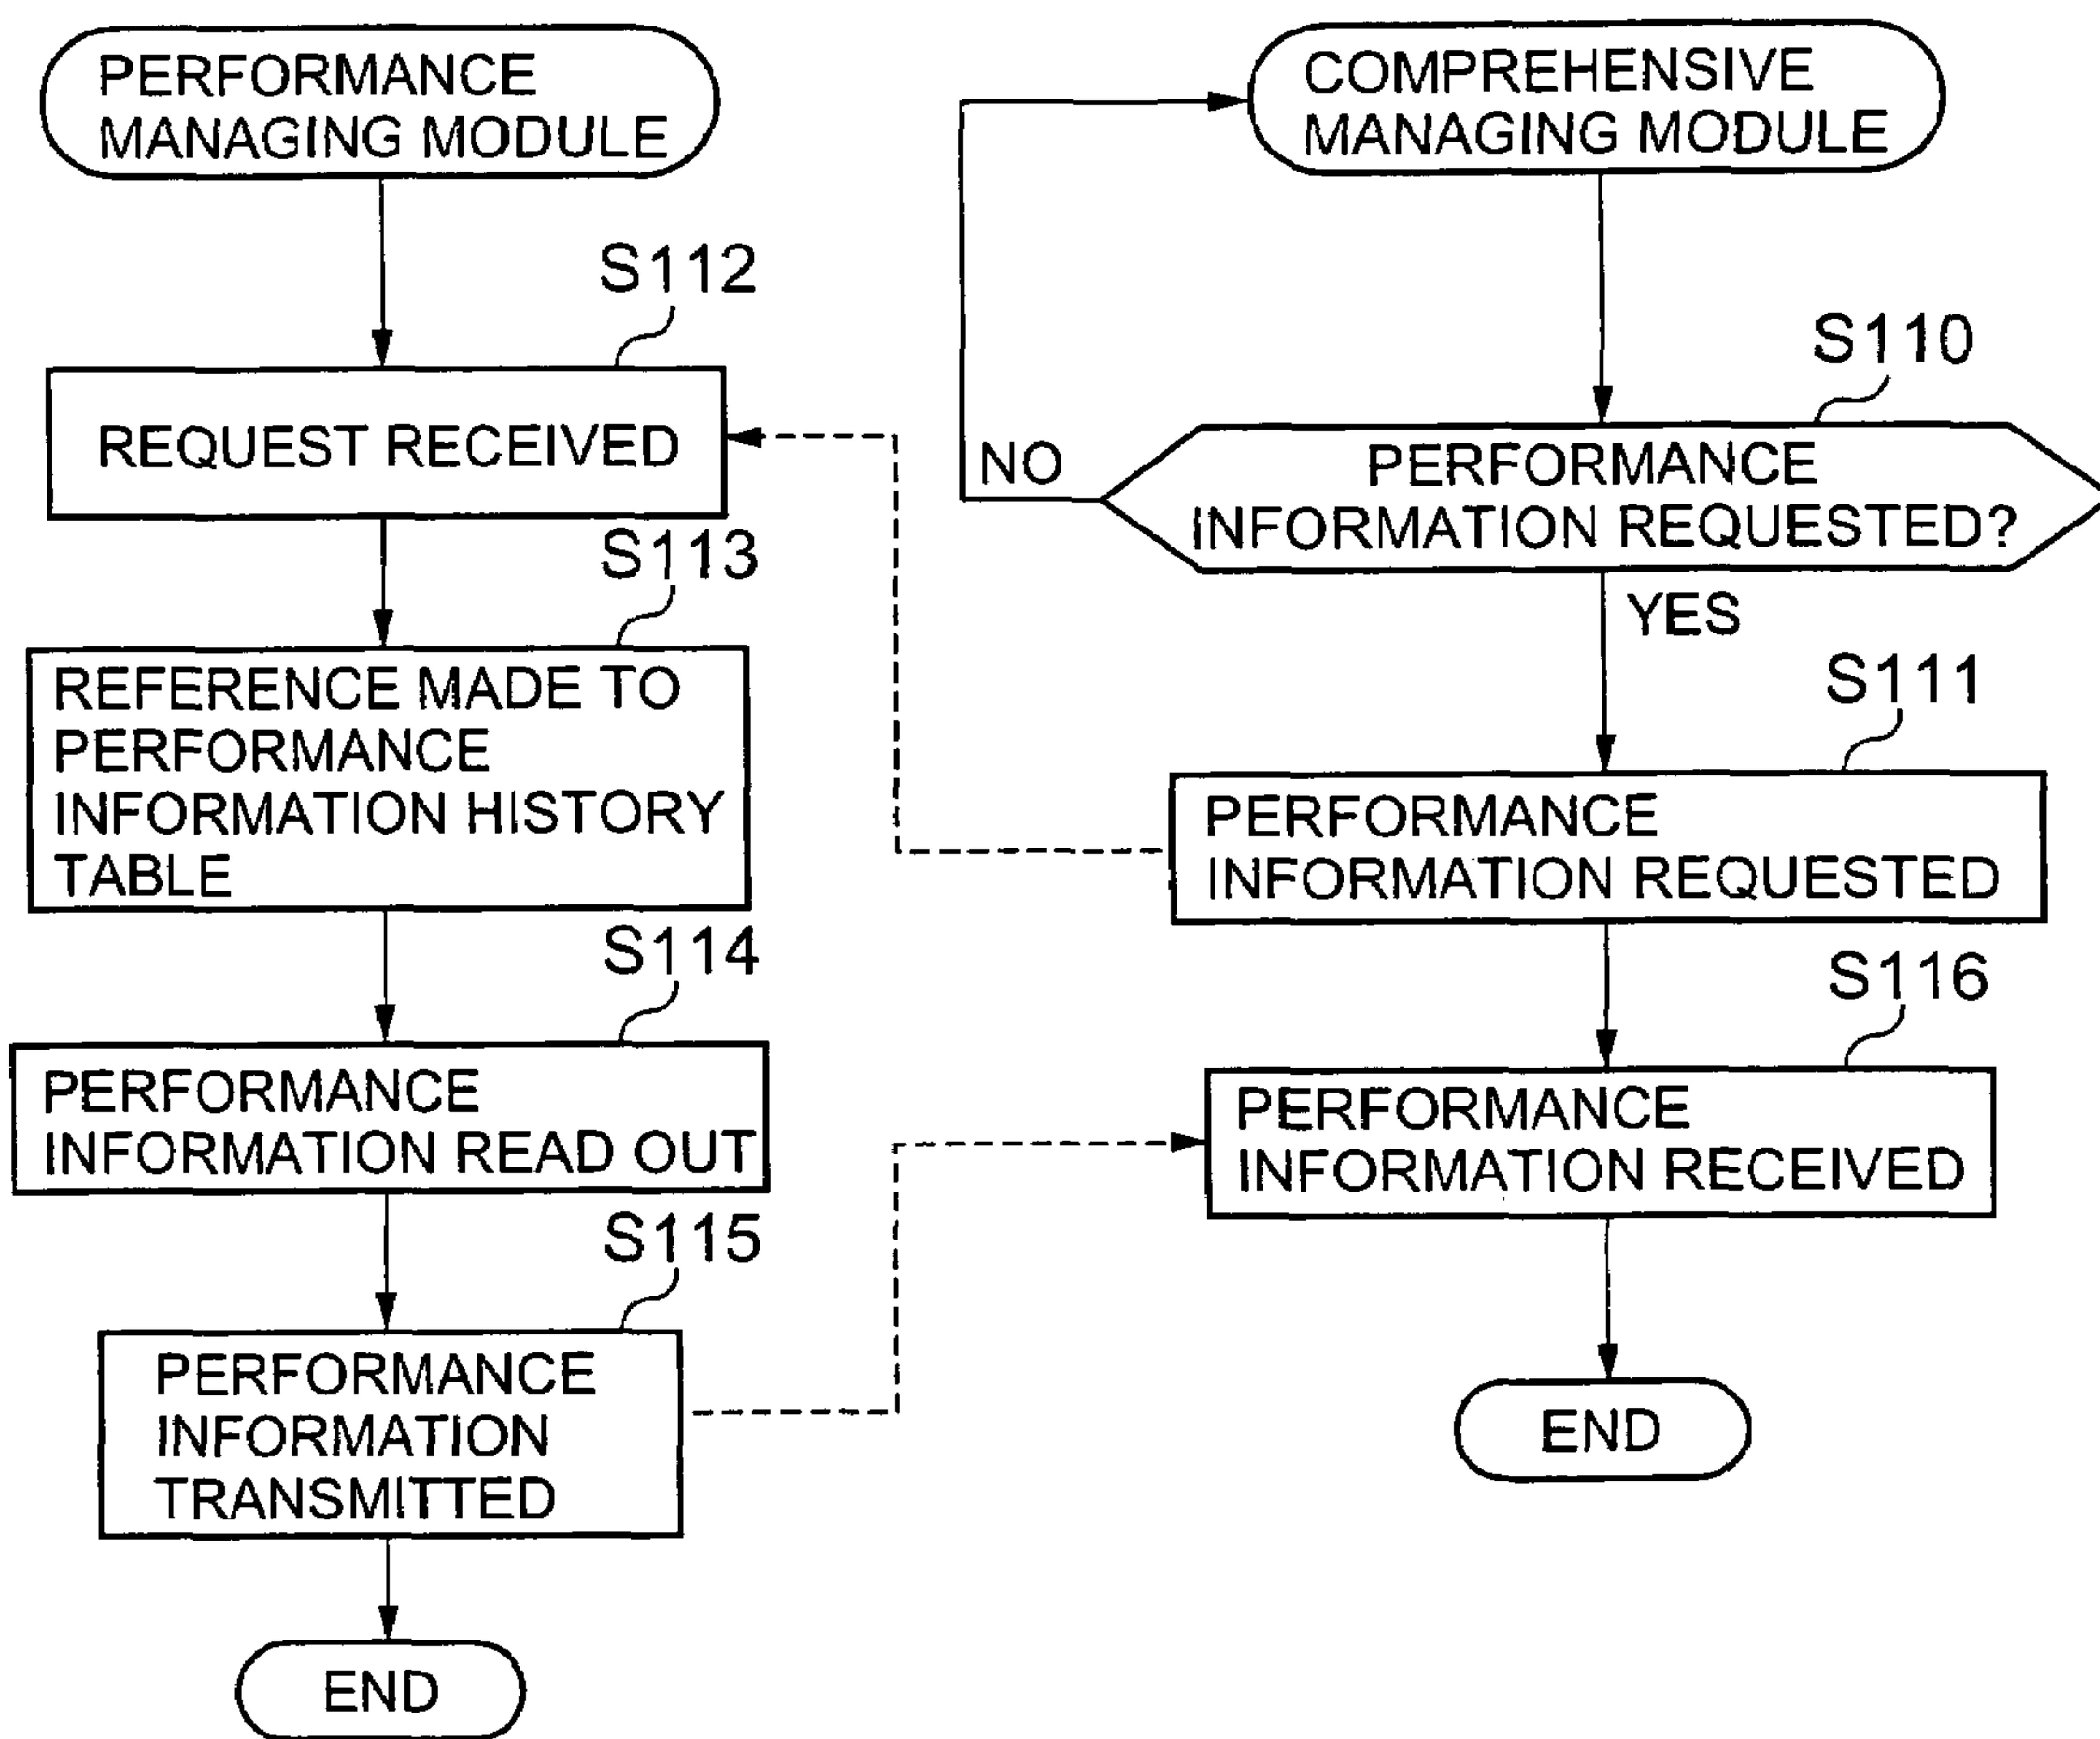 PERFORMANCE
MANAGING MODULE
S112
REQUEST RECEIVED
S113
REFERENCE MADE TO
PERFORMANCE
INFORMATION HISTORY
TABLE
S114
PERFORMANCE
INFORMATION READ OUT
S115
PERFORMANCE
INFORMATION
TRANSMITTED
END
COMPREHENSIVE
MANAGING MODULE
S110
NO
PERFORMANCE
INFORMATION REQUESTED?
YES
S111
PERFORMANCE
INFORMATION REQUESTED
S116
PERFORMANCE
INFORMATION RECEIVED
END